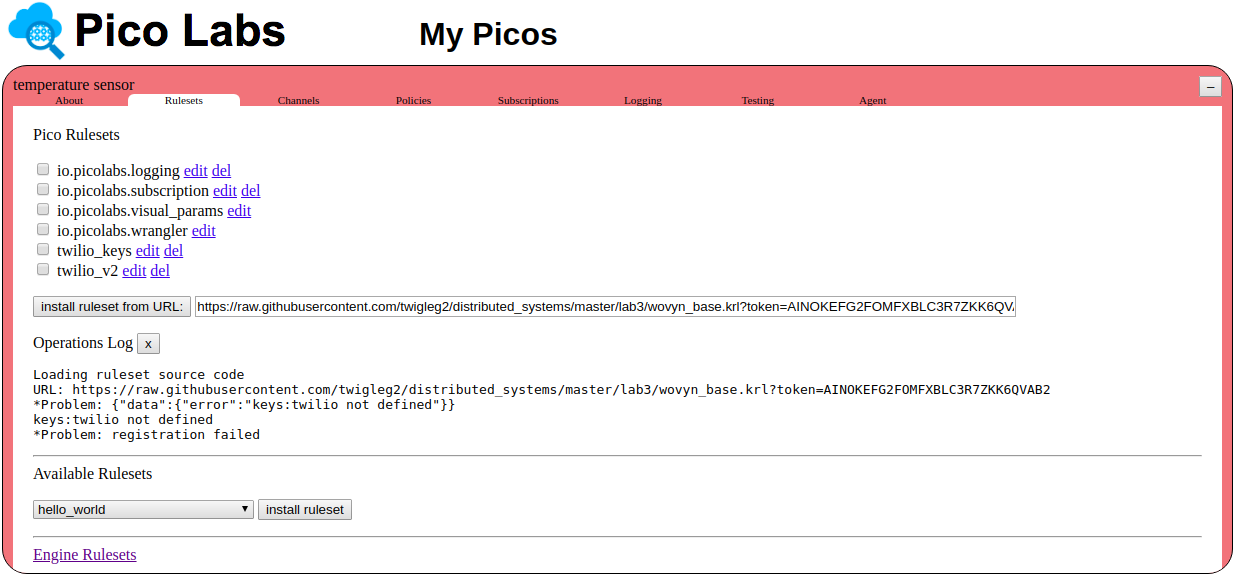 Pico Labs My Picos
temperature sensor –
About Rulesets Channels Policies Subscriptions Logging Testing Agent
Pico Rulesets
io.picolabs.logging edit del
io.picolabs.subscription edit del
io.picolabs.visual_params edit
io.picolabs.wrangler edit
twilio_keys edit del
twilio_v2 edit del
install ruleset from URL: https://raw.githubusercontent.com/twigleg2/distributed_systems/master/lab3/wovyn_base.krl?token=AINOKEFG2FOMFXBLC3R7ZKK6QVA
Operations Log x
Loading ruleset source code
URL: https://raw.githubusercontent.com/twigleg2/distributed_systems/master/lab3/wovyn_base.krl?token=AINOKEFG2FOMFXBLC3R7ZKK6QVAB2
*Problem: {"data":{"error":"keys:twilio not defined"}}
keys:twilio not defined
*Problem: registration failed
Available Rulesets
hello_world install ruleset
Engine Rulesets